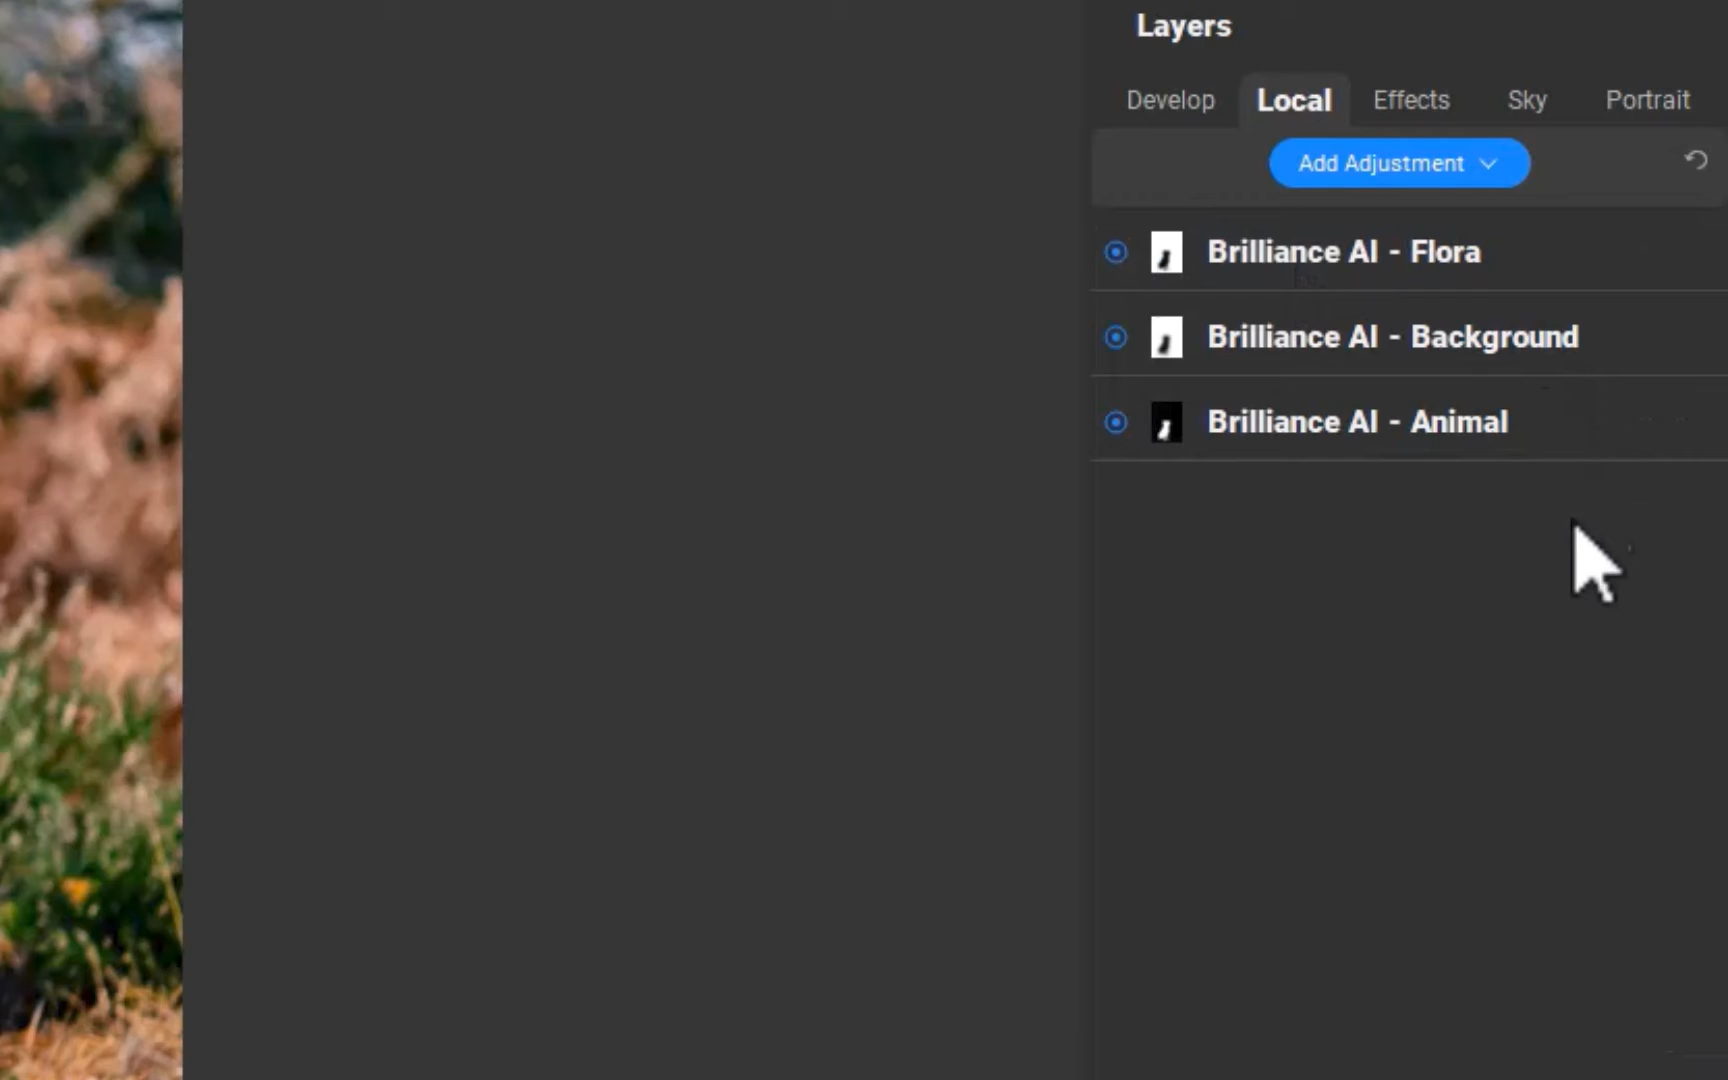 Layers
Develop Local Effects Sky Portrait
Add Adjustment
Brilliance AI - Flora
Brilliance AI - Background
Brilliance AI - Animal